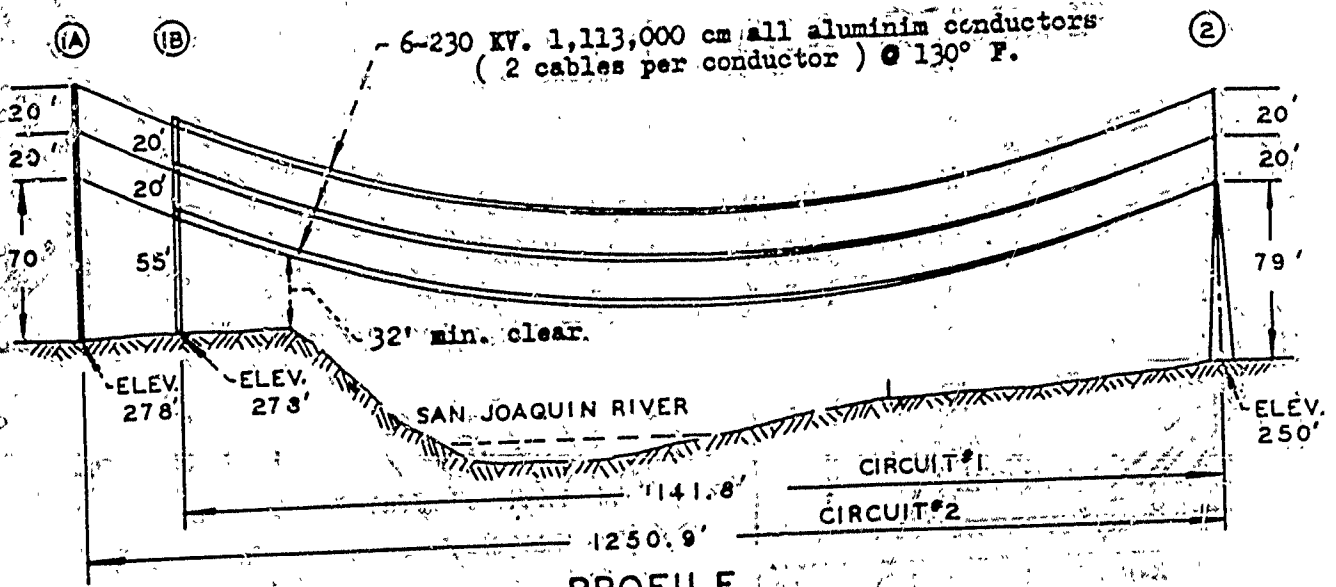 1A 1B 2
6-230 KV. 1,113,000 cm all aluminim conductors
( 2 cables per conductor ) @ 130° F.
20'
20'
70'
20'
20'
55'
20'
20'
79'
32' min. clear.
ELEV.
278'
ELEV.
ELEV.
250'
SAN JOAQUIN RIVER
CIRCUIT #1
1141.8'
CIRCUIT #2
1250.9'
PROFILE